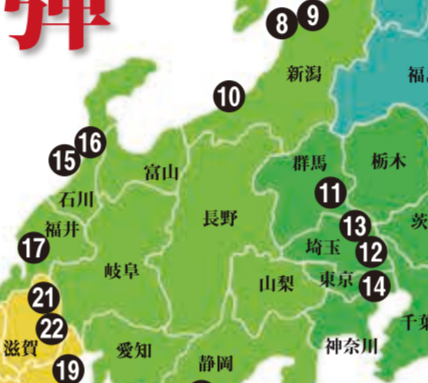 弾
8 9
新潟
福
10
16
15
富山
群馬
栃木
石川
11
長野
福井
13
茨
17
埼玉
12
岐阜
山梨
東京
14
21
22
滋賀
愛知
神奈川
千葉
19
静岡